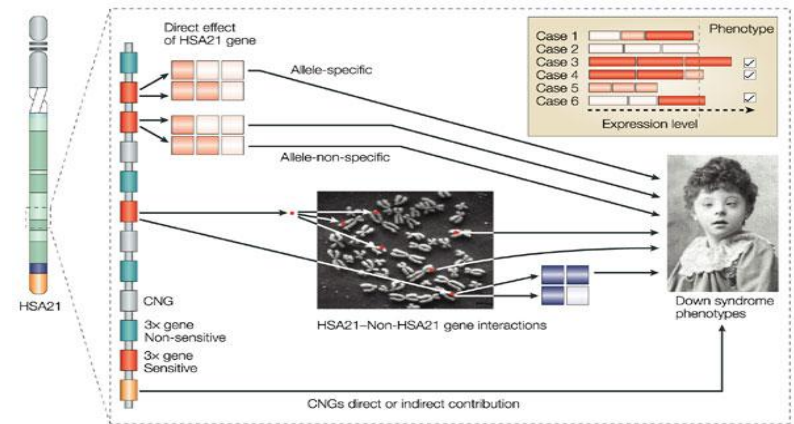 Direct effect
of HSA21 gene
Allele-specific
Allele-non-specific
Phenotype
Case 1
Case 2
Case 3
Case 4
Case 5
Case 6
Expression level
HSA21
CNG
3x gene
Non-sensitive
3x gene
Sensitive
HSA21–Non-HSA21 gene interactions
Down syndrome
phenotypes
CNGs direct or indirect contribution